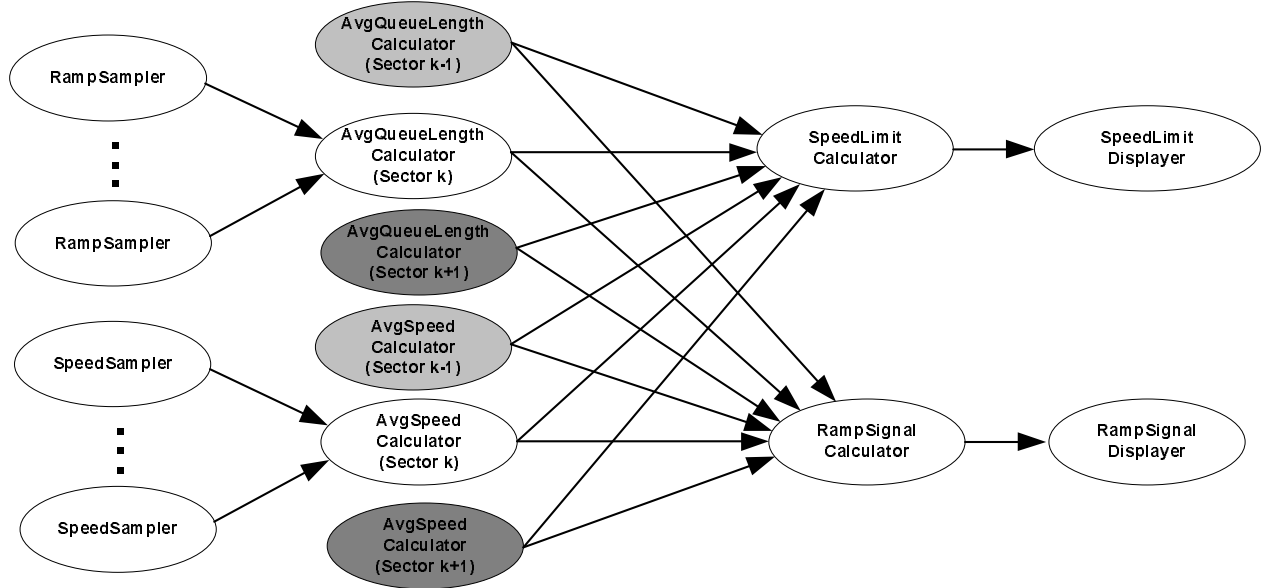 RampSampler
RampSampler
SpeedSampler
SpeedSampler
AvgQueueLength
Calculator
(Sector k-1)
AvgQueueLength
Calculator
(Sector k)
AvgQueueLength
Calculator
(Sector k+1)
AvgSpeed
Calculator
(Sector k-1)
AvgSpeed
Calculator
(Sector k)
AvgSpeed
Calculator
(Sector k+1)
SpeedLimit
Calculator
RampSignal
Calculator
SpeedLimit
Displayer
RampSignal
Displayer